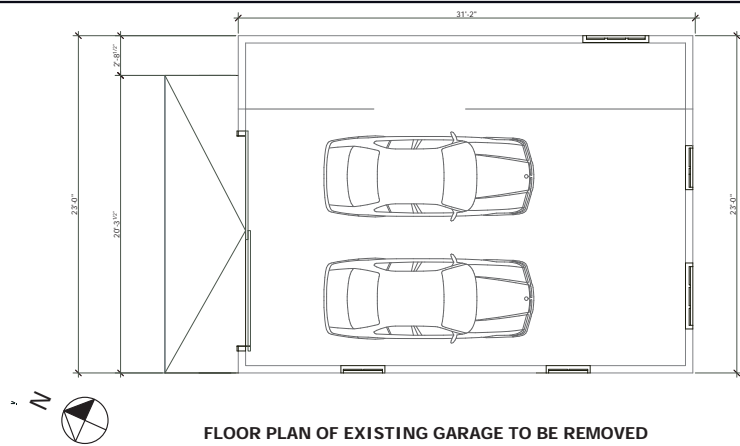 31'-2"
2'-8 1/2"
23'-0"
20'-3 1/2"
23'-0"
N
FLOOR PLAN OF EXISTING GARAGE TO BE REMOVED